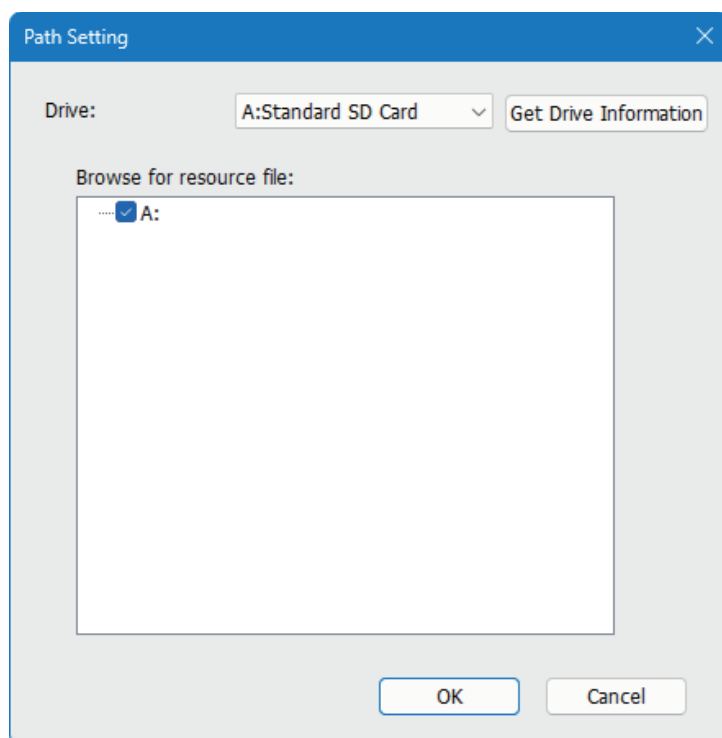 Path Setting
Drive: A:Standard SD Card Get Drive Information
Browse for resource file:
A:
OK Cancel